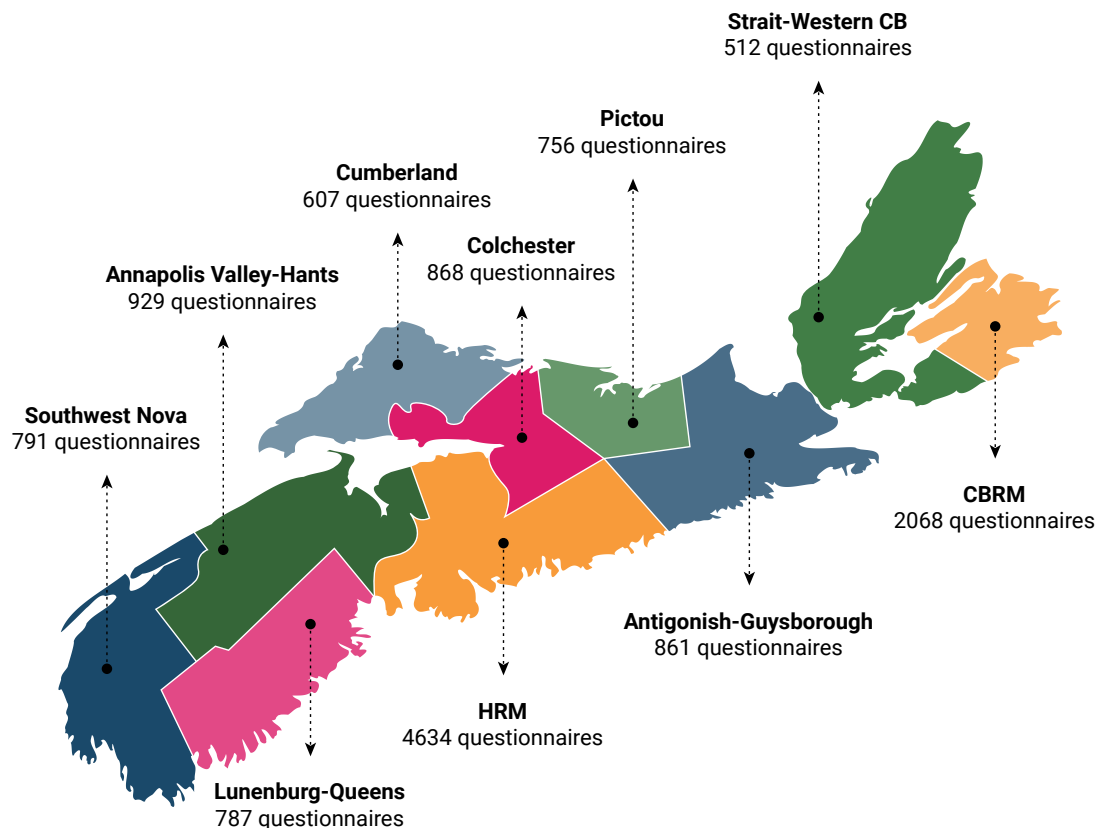 Strait-Western CB
512 questionnaires
Pictou
756 questionnaires
Cumberland
607 questionnaires
Colchester
868 questionnaires
Annapolis Valley-Hants
929 questionnaires
Southwest Nova
791 questionnaires
CBRM
2068 questionnaires
Antigonish-Guysborough
861 questionnaires
HRM
4634 questionnaires
Lunenburg-Queens
787 questionnaires